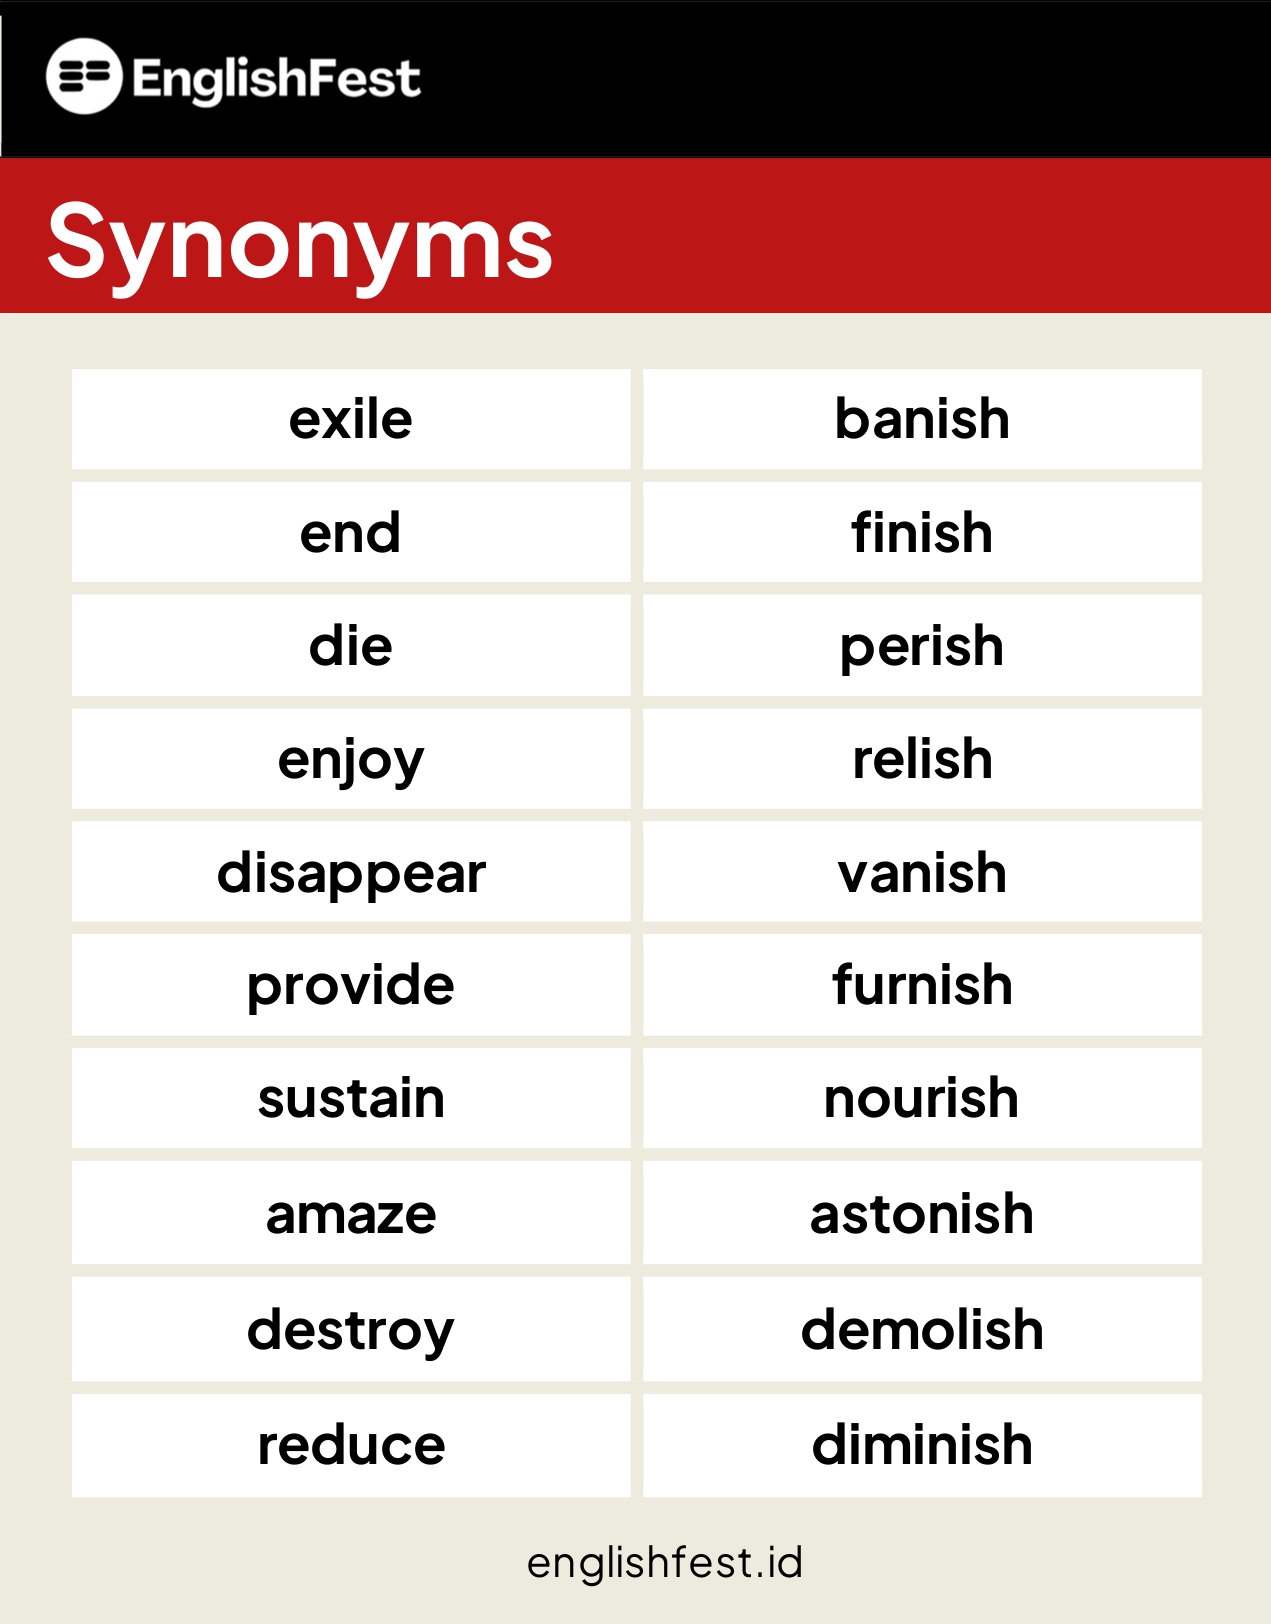 EnglishFest
Synonyms
exile banish
end finish
die perish
enjoy relish
disappear vanish
provide furnish
sustain nourish
amaze astonish
destroy demolish
reduce diminish
englishfest.id